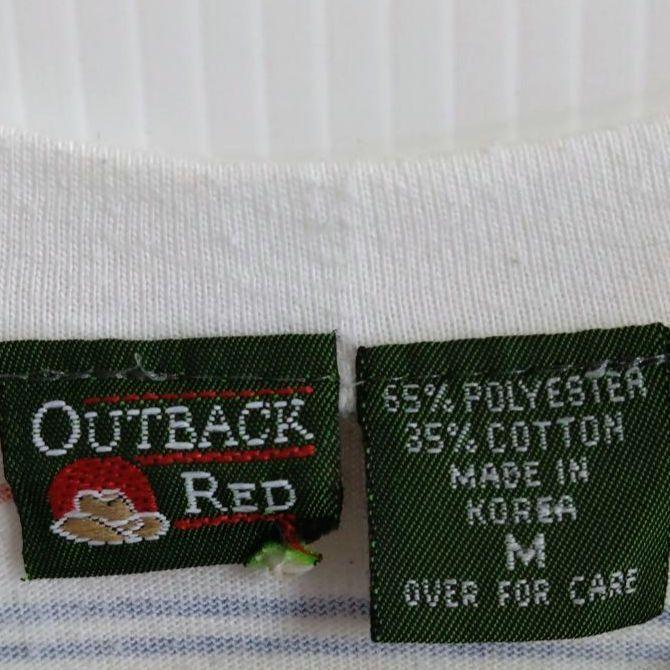 OUTBACK
RED
65% POLYESTER
35% COTTON
MADE IN
KOREA
M
OVER FOR CARE